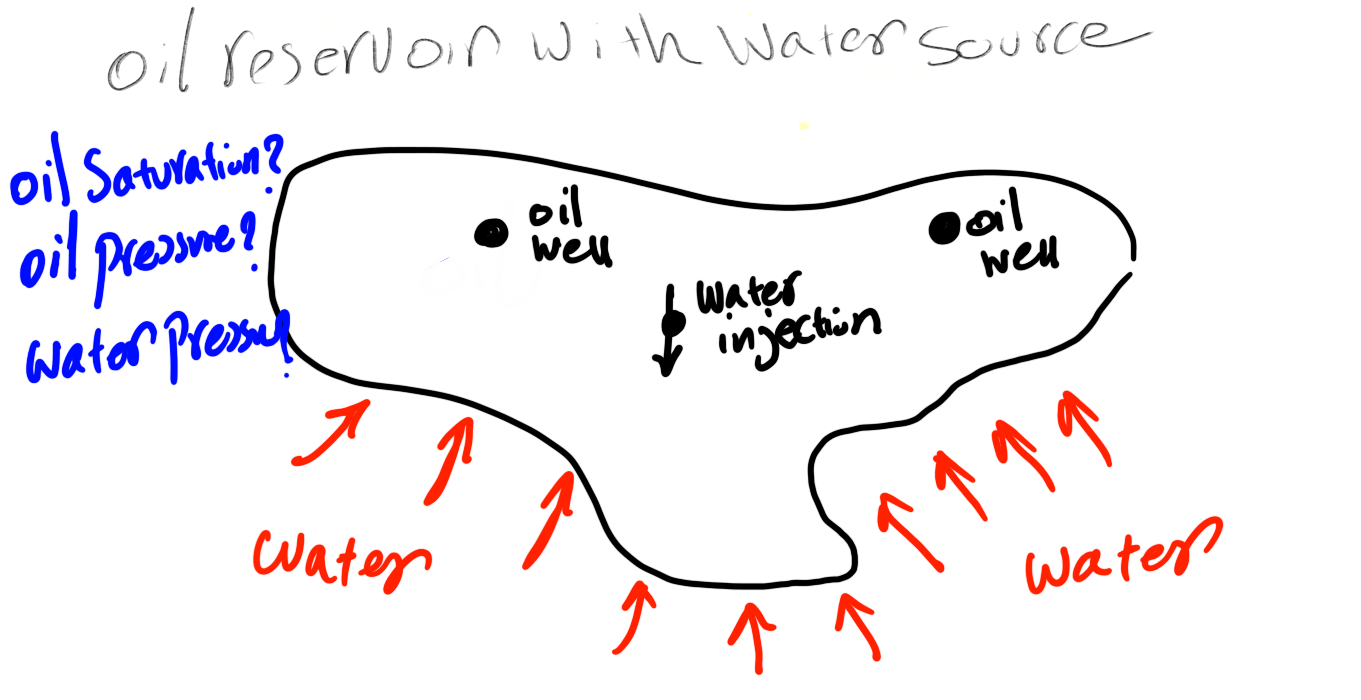 oil reservoir with water source
oil Saturation?
oil pressure?
water pressure?
oil
well
oil
well
water
injection
water
water